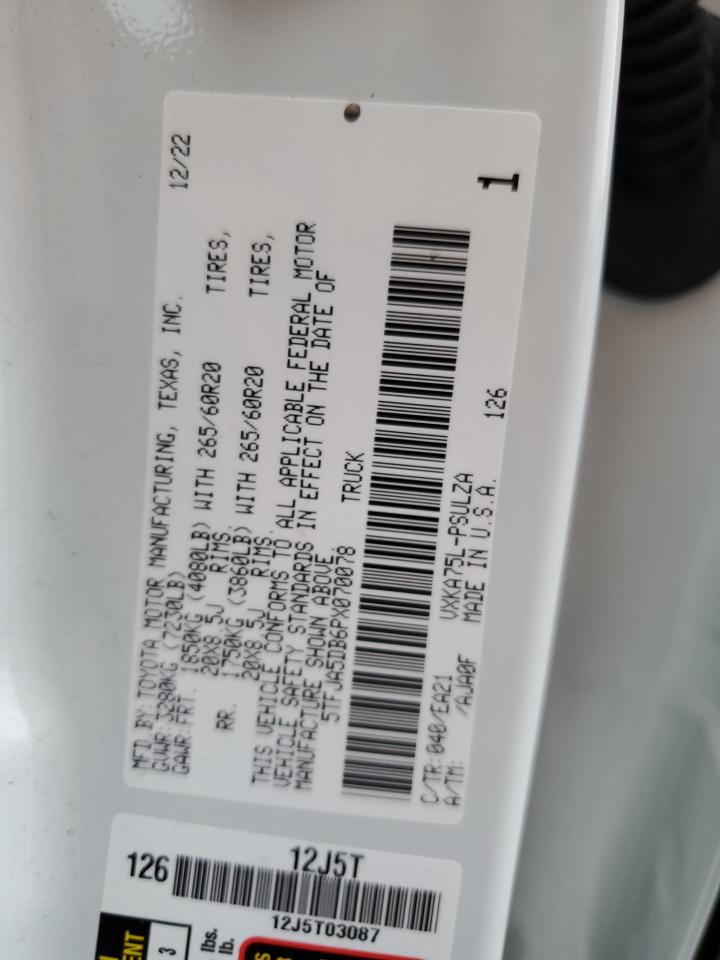 MFD BY: TOYOTA MOTOR MANUFACTURING, TEXAS, INC. 12/22
GVWR: 3280KG (7230LB)
GAWR: FRT. 1850KG (4080LB) WITH 265/60R20 TIRES,
20X8.5J RIMS.
RR. 1750KG (3860LB) WITH 265/60R20 TIRES,
20X8.5J RIMS.
THIS VEHICLE CONFORMS TO ALL APPLICABLE FEDERAL MOTOR
VEHICLE SAFETY STANDARDS IN EFFECT ON THE DATE OF
MANUFACTURE SHOWN ABOVE.
5TFJA5DB6PX070078 TRUCK
1
C/TR: 040/EA21 VXKA75L-PSULZA 126
A/TM: /AJA0F MADE IN U.S.A.
126 12J5T
12J5T03087
3
lbs.
lb.